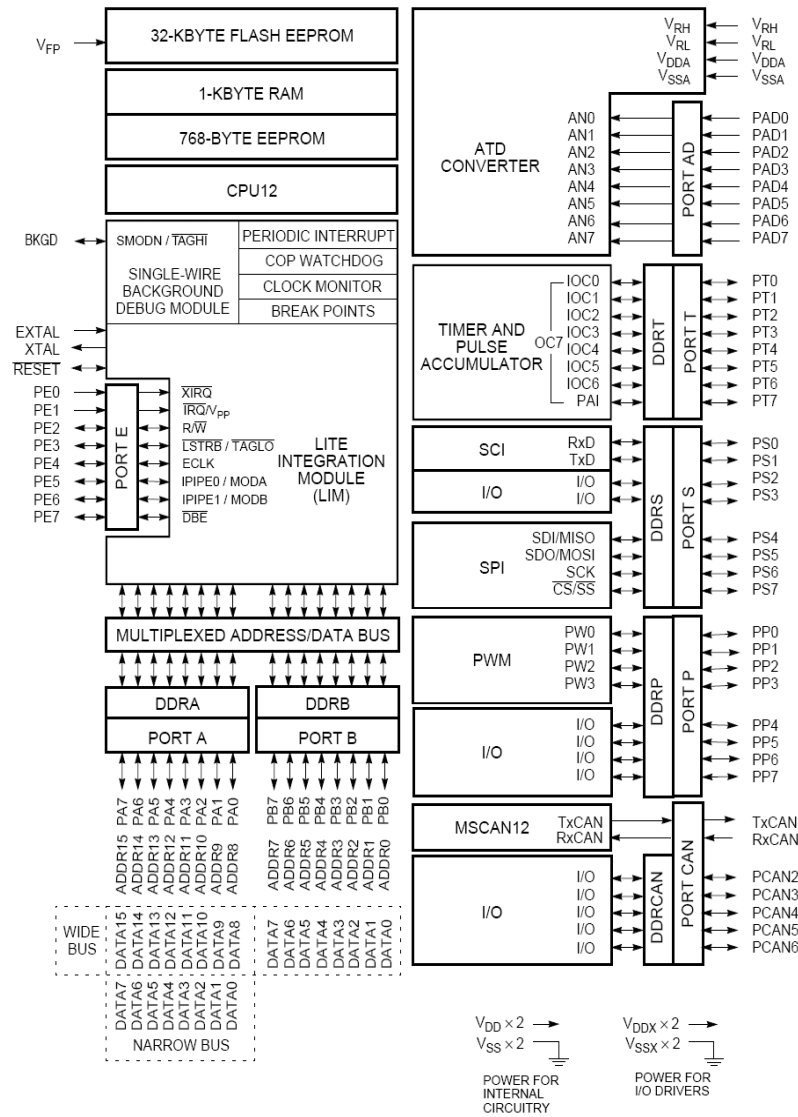 VFP
32-KBYTE FLASH EEPROM
1-KBYTE RAM
768-BYTE EEPROM
CPU12
BKGD
SMODN / TAGHI
SINGLE-WIRE
BACKGROUND
DEBUG MODULE
PERIODIC INTERRUPT
COP WATCHDOG
CLOCK MONITOR
BREAK POINTS
EXTAL
XTAL
RESET
PE0
PE1
PE2
PE3
PE4
PE5
PE6
PE7
PORT E
XIRQ
IRQ/VPP
R/W
LSTRB / TAGLO
ECLK
IPIPE0 / MODA
IPIPE1 / MODB
DBE
LITE
INTEGRATION
MODULE
(LIM)
MULTIPLEXED ADDRESS/DATA BUS
DDRA
PORT A
DDRB
PORT B
PA7 PA6 PA5 PA4 PA3 PA2 PA1 PA0
PB7 PB6 PB5 PB4 PB3 PB2 PB1 PB0
ADDR15 ADDR14 ADDR13 ADDR12 ADDR11 ADDR10 ADDR9 ADDR8
ADDR7 ADDR6 ADDR5 ADDR4 ADDR3 ADDR2 ADDR1 ADDR0
WIDE
BUS
DATA15 DATA14 DATA13 DATA12 DATA11 DATA10 DATA9 DATA8
DATA7 DATA6 DATA5 DATA4 DATA3 DATA2 DATA1 DATA0
DATA7 DATA6 DATA5 DATA4 DATA3 DATA2 DATA1 DATA0
NARROW BUS
ATD
CONVERTER
VRH VRH
VRL VRL
VDDA VDDA
VSSA VSSA
AN0 PAD0
AN1 PAD1
AN2 PAD2
AN3 PAD3
AN4 PAD4
AN5 PAD5
AN6 PAD6
AN7 PAD7
PORT AD
TIMER AND
PULSE
ACCUMULATOR
OC7
IOC0 PT0
IOC1 PT1
IOC2 PT2
IOC3 PT3
IOC4 PT4
IOC5 PT5
IOC6 PT6
PAI PT7
DDRT
PORT T
SCI
RxD PS0
TxD PS1
I/O
I/O PS2
I/O PS3
SPI
SDI/MISO PS4
SDO/MOSI PS5
SCK PS6
CS/SS PS7
DDRS
PORT S
PWM
PW0 PP0
PW1 PP1
PW2 PP2
PW3 PP3
I/O
I/O PP4
I/O PP5
I/O PP6
I/O PP7
DDRP
PORT P
MSCAN12
TxCAN TxCAN
RxCAN RxCAN
I/O
I/O PCAN2
I/O PCAN3
I/O PCAN4
I/O PCAN5
I/O PCAN6
DDRCAN
PORT CAN
VDD × 2
VSS × 2
POWER FOR
INTERNAL
CIRCUITRY
VDDX × 2
VSSX × 2
POWER FOR
I/O DRIVERS